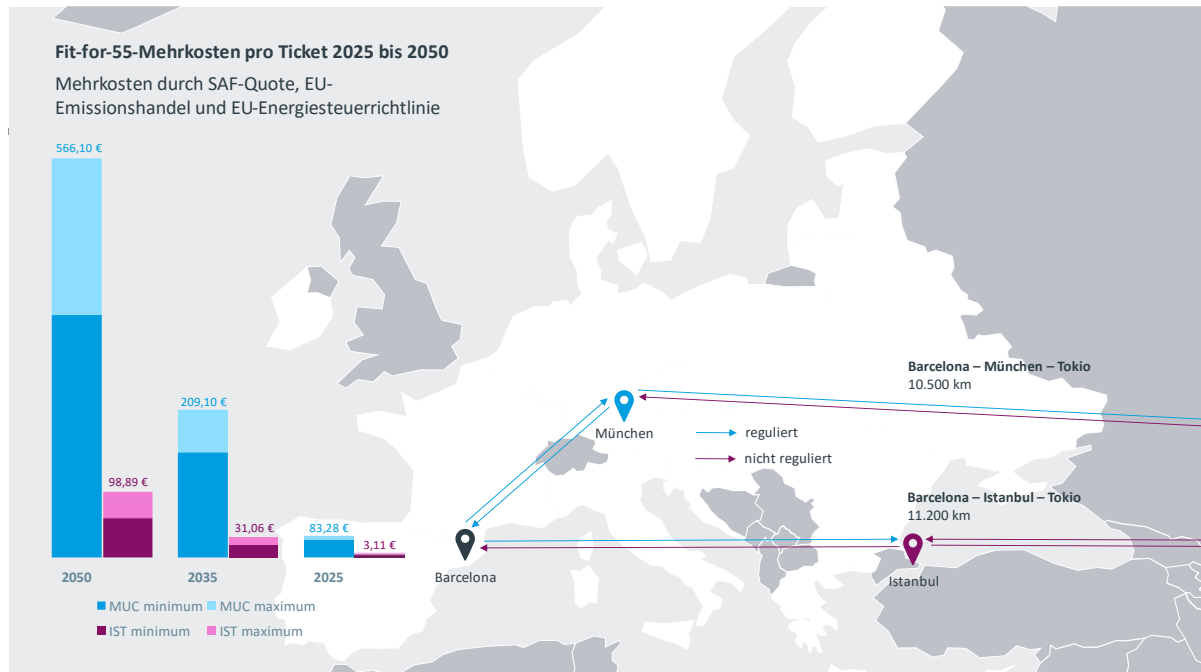 Fit-for-55-Mehrkosten pro Ticket 2025 bis 2050
Mehrkosten durch SAF-Quote, EU-
Emissionshandel und EU-Energiesteuerrichtlinie
566,10 €
209,10 €
98,89 €
31,06 €
83,28 €
3,11 €
2050
2035
2025
MUC minimum
MUC maximum
IST minimum
IST maximum
Barcelona – München – Tokio
10.500 km
München
reguliert
nicht reguliert
Barcelona – Istanbul – Tokio
11.200 km
Barcelona
Istanbul